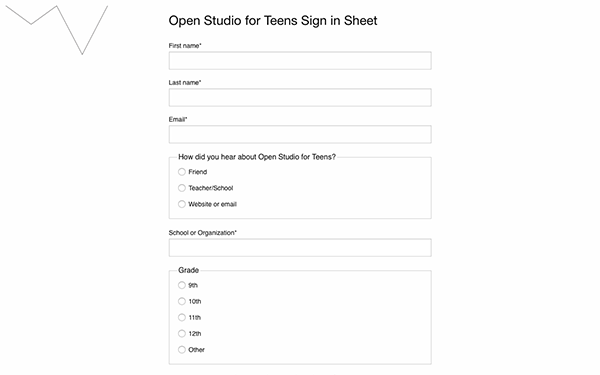 Open Studio for Teens Sign in Sheet
First name*
Last name*
Email*
How did you hear about Open Studio for Teens?
Friend
Teacher/School
Website or email
School or Organization*
Grade
9th
10th
11th
12th
Other